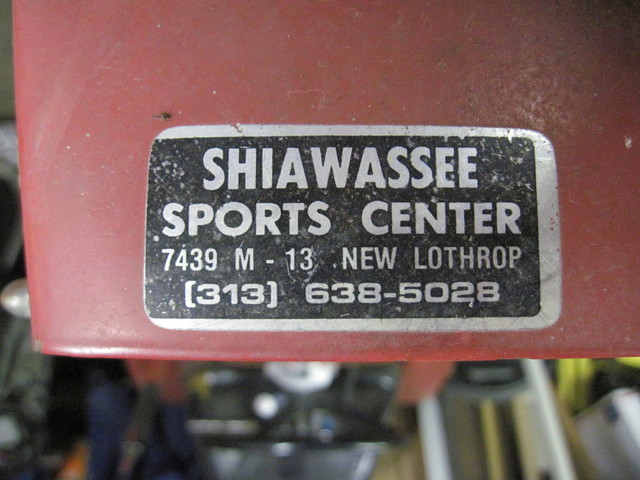 SHIAWASSEE
SPORTS CENTER
7439 M - 13 NEW LOTHROP
(313) 638-5028